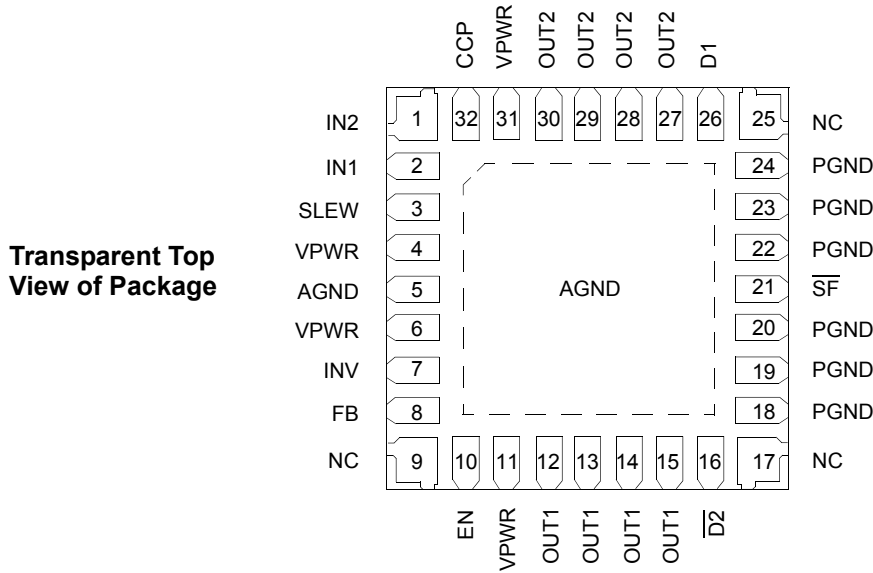 CCP
VPWR
OUT2
OUT2
OUT2
OUT2
D1
IN2 1 32 31 30 29 28 27 26 25 NC
IN1 2 24 PGND
SLEW 3 23 PGND
VPWR 4 22 PGND
Transparent Top
View of Package
AGND 5 AGND 21 S̅F̅
VPWR 6 20 PGND
INV 7 19 PGND
FB 8 18 PGND
NC 9 10 11 12 13 14 15 16 17 NC
EN
VPWR
OUT1
OUT1
OUT1
OUT1
D̅2̅